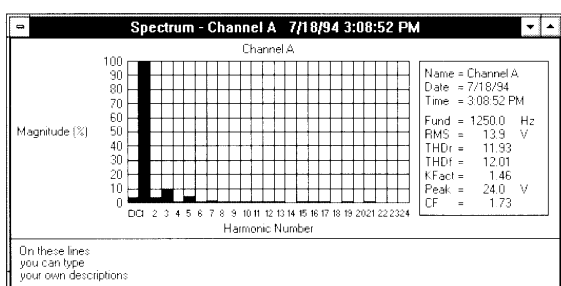 Spectrum - Channel A 7/18/94 3:08:52 PM
Channel A
100
90
80
70
60
50
40
30
20
10
0
Magnitude (%)
DC 1 2 3 4 5 6 7 8 9 10 11 12 13 14 15 16 17 18 19 20 21 22 23 24
Harmonic Number
Name = Channel A
Date = 7/18/94
Time = 3:08:52 PM
Fund = 1250.0 Hz
RMS = 13.9 V
THDr = 11.93
THDf = 12.01
KFact = 1.46
Peak = 24.0 V
CF = 1.73
On these lines
you can type
your own descriptions